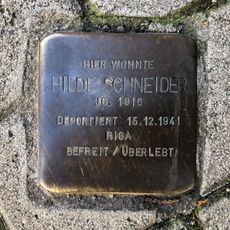 HIER WOHNTE
HILDE SCHNEIDER
JG. 1916
DEPORTIERT 15.12.1941
RIGA
BEFREIT / ÜBERLEBT